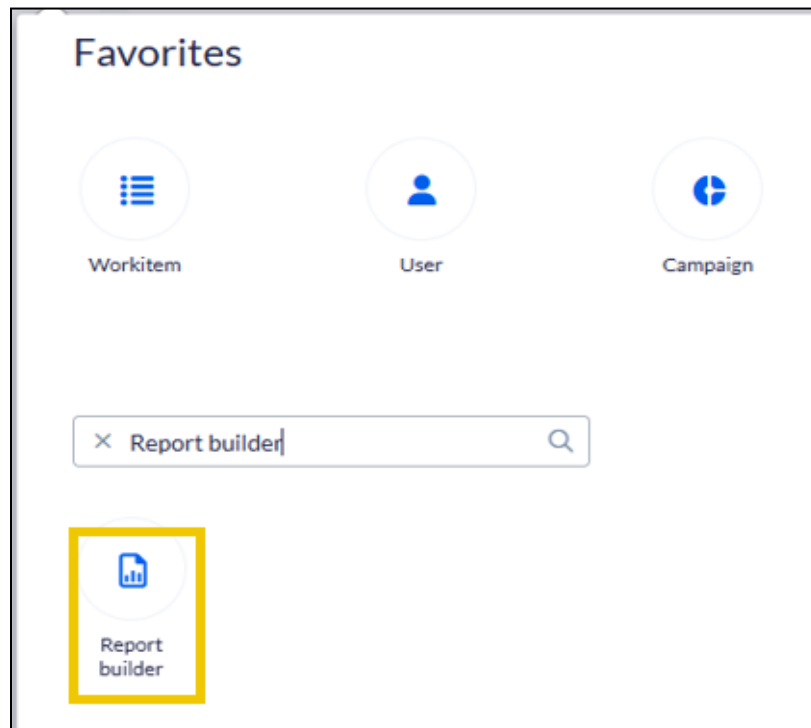 Favorites
Workitem
User
Campaign
Report builder
Report
builder